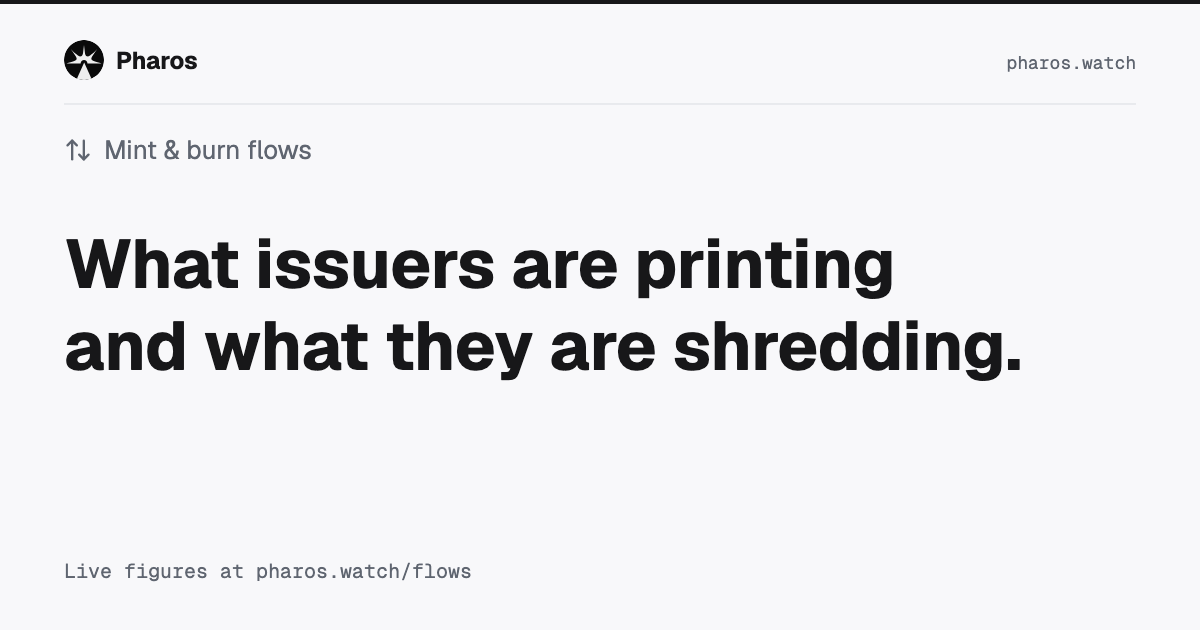 Pharos
pharos.watch
Mint & burn flows
What issuers are printing
and what they are shredding.
Live figures at pharos.watch/flows